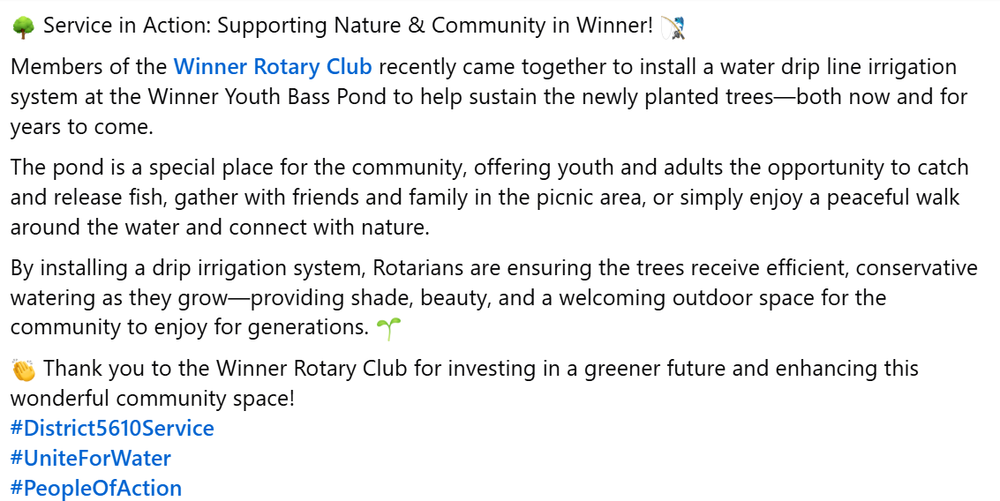 🌳 Service in Action: Supporting Nature & Community in Winner! 🎣
Members of the Winner Rotary Club recently came together to install a water drip line irrigation
system at the Winner Youth Bass Pond to help sustain the newly planted trees—both now and for
years to come.
The pond is a special place for the community, offering youth and adults the opportunity to catch
and release fish, gather with friends and family in the picnic area, or simply enjoy a peaceful walk
around the water and connect with nature.
By installing a drip irrigation system, Rotarians are ensuring the trees receive efficient, conservative
watering as they grow—providing shade, beauty, and a welcoming outdoor space for the
community to enjoy for generations. 🌱
👏 Thank you to the Winner Rotary Club for investing in a greener future and enhancing this
wonderful community space!
#District5610Service
#UniteForWater
#PeopleOfAction